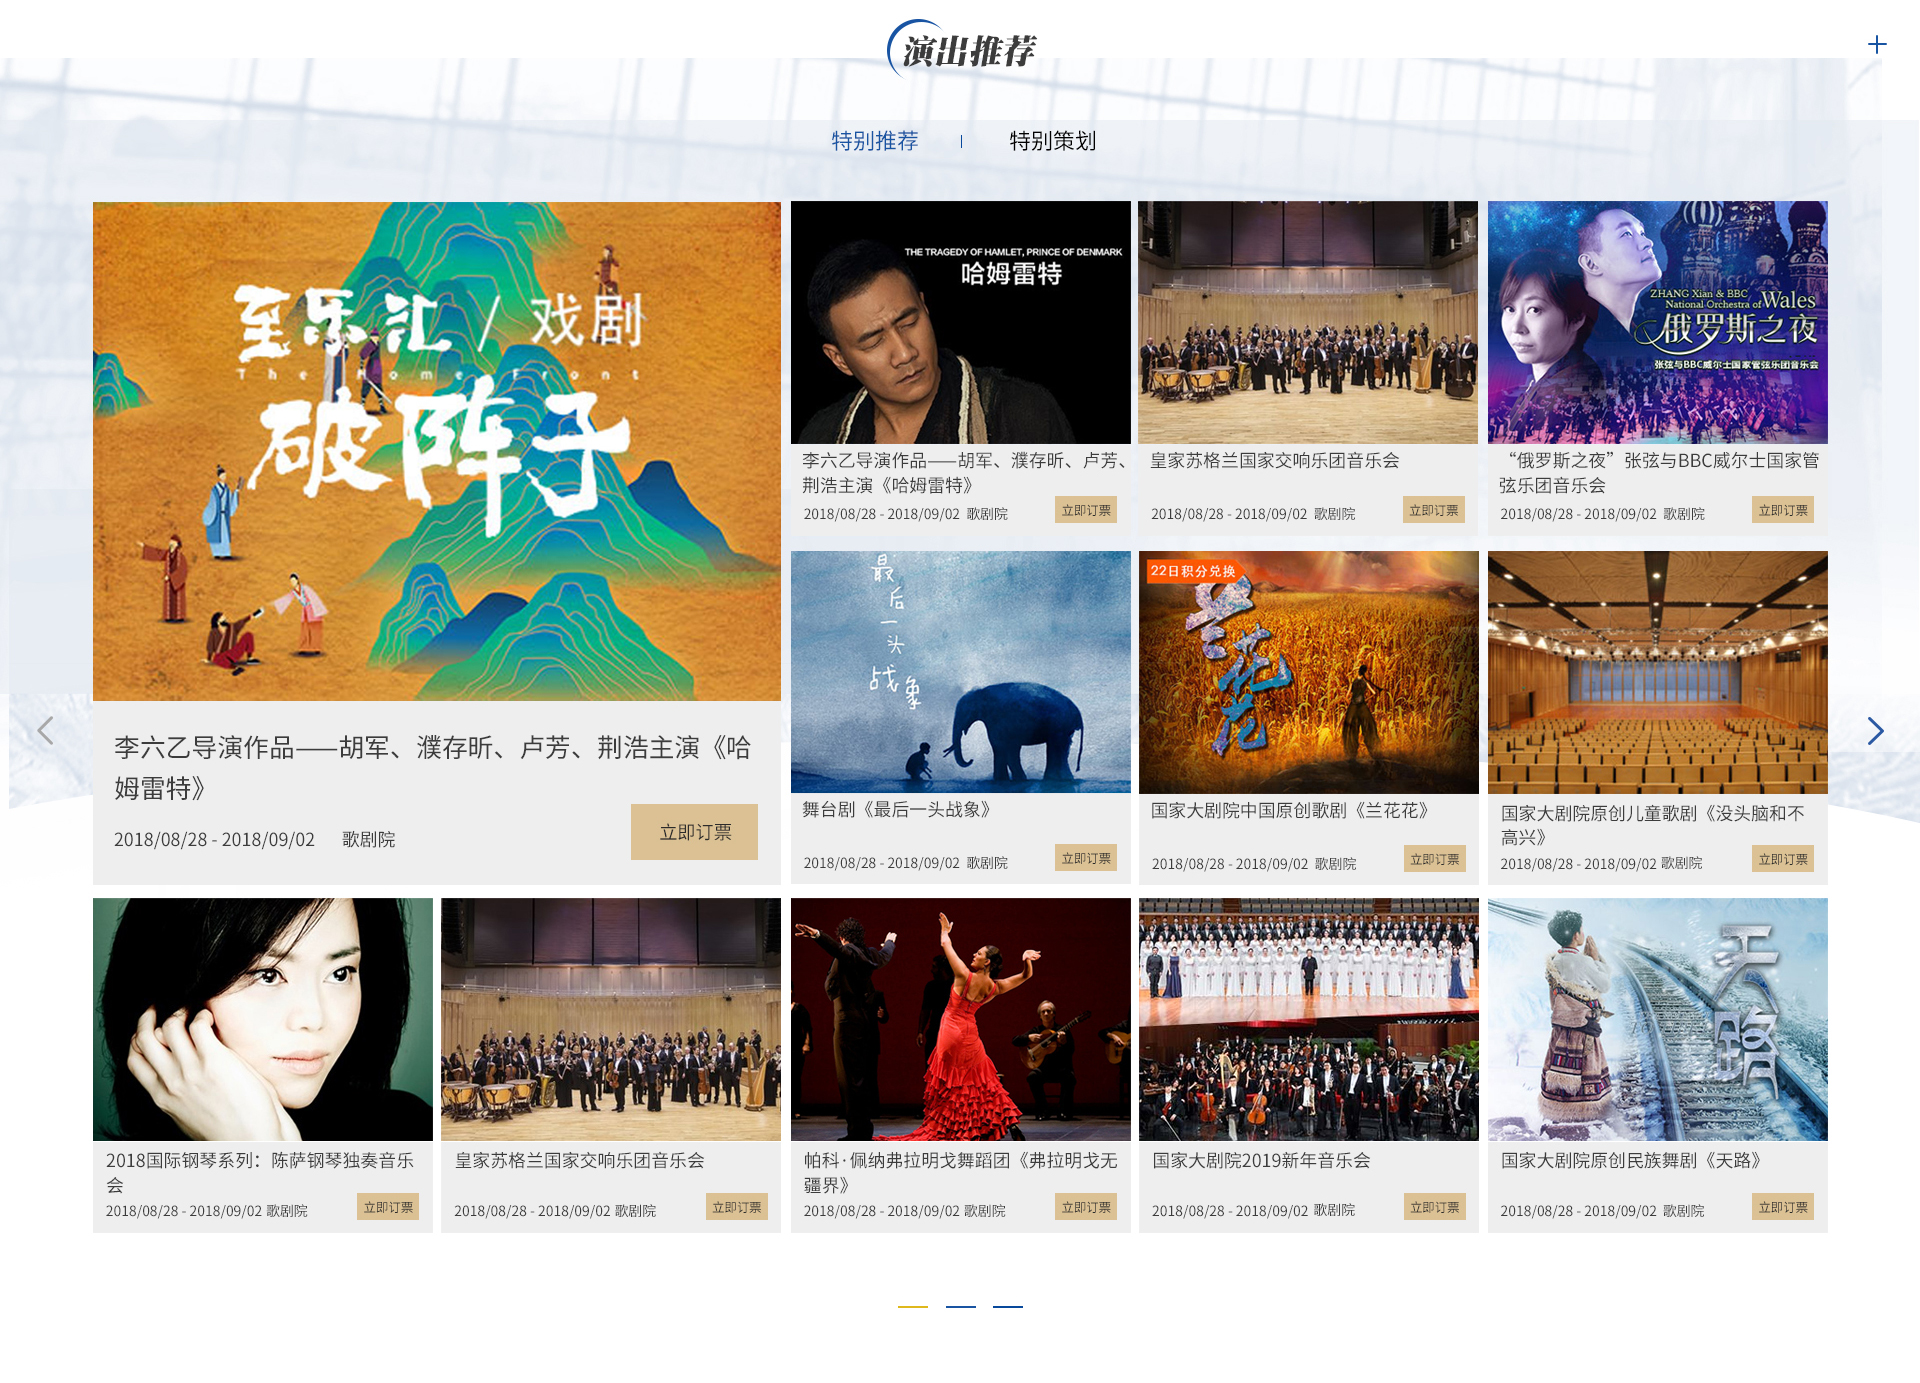 演出推荐
特别推荐
特别策划
至乐汇 / 戏剧
The Home Front
破阵子
李六乙导演作品——胡军、濮存昕、卢芳、荆浩主演《哈
姆雷特》
2018/08/28 - 2018/09/02 歌剧院
立即订票
THE TRAGEDY OF HAMLET, PRINCE OF DENMARK
哈姆雷特
李六乙导演作品——胡军、濮存昕、卢芳、
荆浩主演《哈姆雷特》
2018/08/28 - 2018/09/02 歌剧院
立即订票
皇家苏格兰国家交响乐团音乐会
2018/08/28 - 2018/09/02 歌剧院
立即订票
ZHANG Xian & BBC
National Orchestra of Wales
俄罗斯之夜
张弦与BBC威尔士国家管弦乐团音乐会
“俄罗斯之夜”张弦与BBC威尔士国家管
弦乐团音乐会
2018/08/28 - 2018/09/02 歌剧院
立即订票
最后一头战象
舞台剧《最后一头战象》
2018/08/28 - 2018/09/02 歌剧院
立即订票
22日积分兑换
兰花花
国家大剧院中国原创歌剧《兰花花》
2018/08/28 - 2018/09/02 歌剧院
立即订票
国家大剧院原创儿童歌剧《没头脑和不
高兴》
2018/08/28 - 2018/09/02 歌剧院
立即订票
2018国际钢琴系列：陈萨钢琴独奏音乐
会
2018/08/28 - 2018/09/02 歌剧院
立即订票
皇家苏格兰国家交响乐团音乐会
2018/08/28 - 2018/09/02 歌剧院
立即订票
帕科·佩纳弗拉明戈舞蹈团《弗拉明戈无
疆界》
2018/08/28 - 2018/09/02 歌剧院
立即订票
国家大剧院2019新年音乐会
2018/08/28 - 2018/09/02 歌剧院
立即订票
天路
国家大剧院原创民族舞剧《天路》
2018/08/28 - 2018/09/02 歌剧院
立即订票